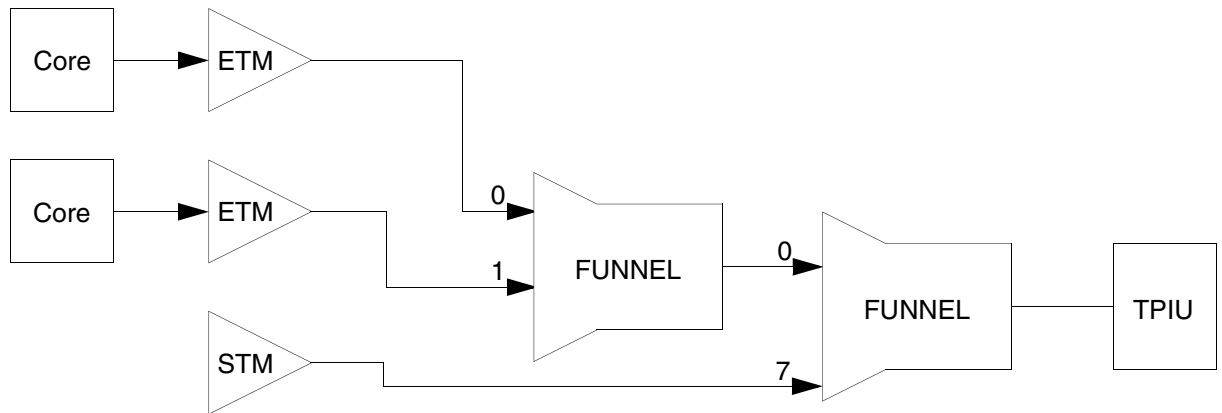 Core
ETM
Core
ETM
0
1
FUNNEL
0
FUNNEL
TPIU
STM
7